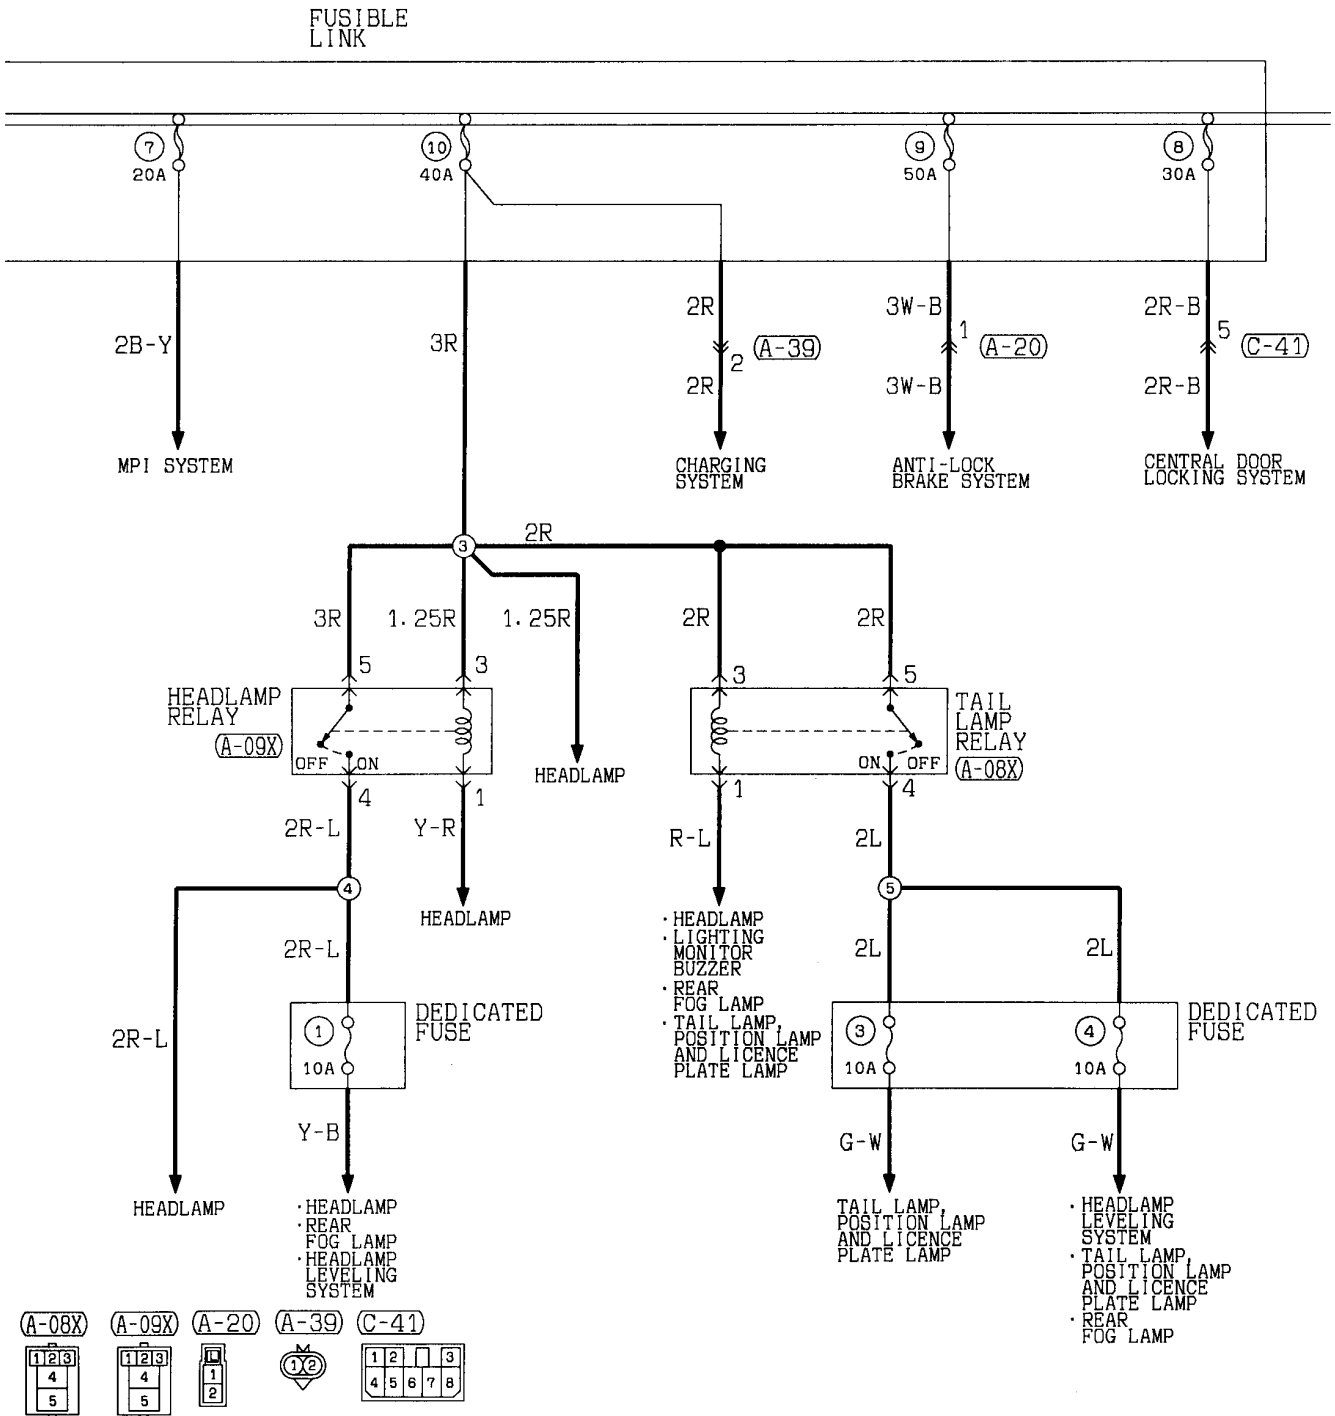 FUSIBLE
LINK
7
20A
10
40A
9
50A
8
30A
2B-Y
3R
2R
2
A-39
2R
3W-B
1
A-20
3W-B
2R-B
5
C-41
2R-B
MPI SYSTEM
CHARGING
SYSTEM
ANTI-LOCK
BRAKE SYSTEM
CENTRAL DOOR
LOCKING SYSTEM
3
2R
3R
1.25R
1.25R
2R
2R
5
3
3
5
HEADLAMP
RELAY
A-09X
OFF
ON
4
1
HEADLAMP
TAIL
LAMP
RELAY
A-08X
ON
OFF
1
4
2R-L
Y-R
R-L
2L
4
5
HEADLAMP
2R-L
2R-L
· HEADLAMP
· LIGHTING
MONITOR
BUZZER
· REAR
FOG LAMP
· TAIL LAMP,
POSITION LAMP
AND LICENCE
PLATE LAMP
2L
2L
DEDICATED
FUSE
1
10A
DEDICATED
FUSE
3
10A
4
10A
Y-B
G-W
G-W
HEADLAMP
· HEADLAMP
· REAR
FOG LAMP
· HEADLAMP
LEVELING
SYSTEM
TAIL LAMP,
POSITION LAMP
AND LICENCE
PLATE LAMP
· HEADLAMP
LEVELING
SYSTEM
· TAIL LAMP,
POSITION LAMP
AND LICENCE
PLATE LAMP
· REAR
FOG LAMP
A-08X
A-09X
A-20
A-39
C-41
1 2 3
4
5
1 2 3
4
5
1
2
1 2
1 2 3
4 5 6 7 8